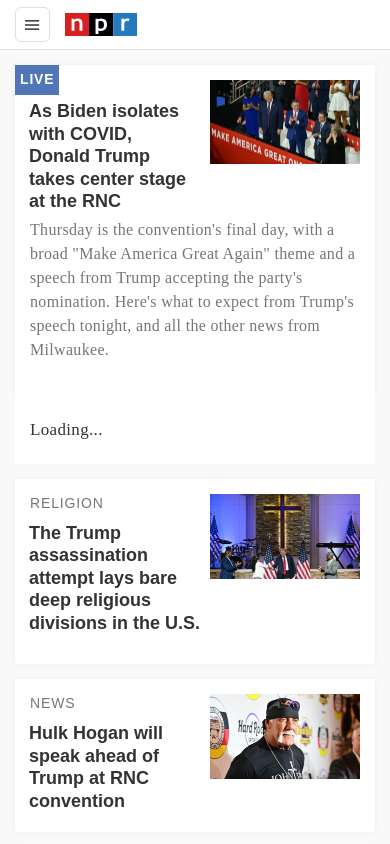 npr
LIVE
As Biden isolates
with COVID,
Donald Trump
takes center stage
at the RNC
MAKE AMERICA GREAT ONC
Thursday is the convention's final day, with a
broad "Make America Great Again" theme and a
speech from Trump accepting the party's
nomination. Here's what to expect from Trump's
speech tonight, and all the other news from
Milwaukee.
Loading...
RELIGION
The Trump
assassination
attempt lays bare
deep religious
divisions in the U.S.
NEWS
Hulk Hogan will
speak ahead of
Trump at RNC
convention
Hard Rock